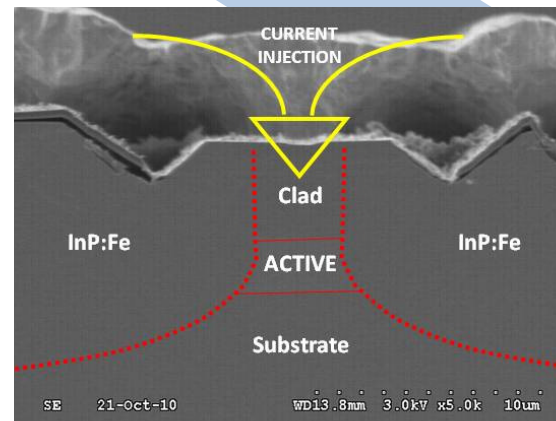 CURRENT
INJECTION
Clad
InP:Fe
InP:Fe
ACTIVE
Substrate
SE 21-Oct-10 WD13.8mm 3.0kV x5.0k 10um